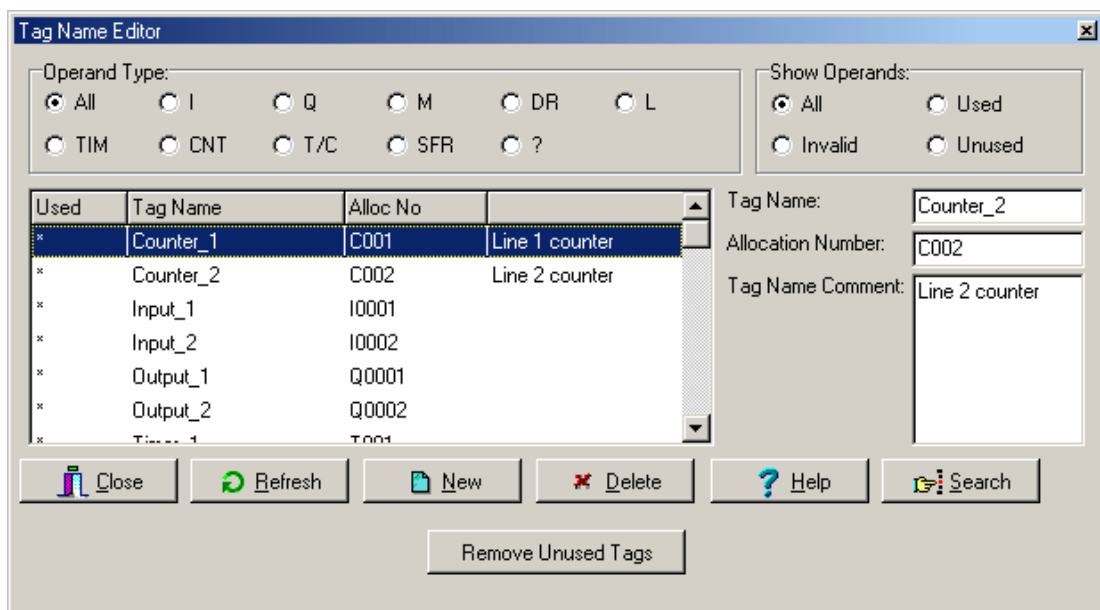 Tag Name Editor
Operand Type:
All I Q M DR L
TIM CNT T/C SFR ?
Show Operands:
All Used
Invalid Unused
Used Tag Name Alloc No
* Counter_1 C001 Line 1 counter
* Counter_2 C002 Line 2 counter
* Input_1 I0001
* Input_2 I0002
* Output_1 Q0001
* Output_2 Q0002
* Timer_1 T001
Tag Name: Counter_2
Allocation Number: C002
Tag Name Comment: Line 2 counter
Close Refresh New Delete Help Search
Remove Unused Tags